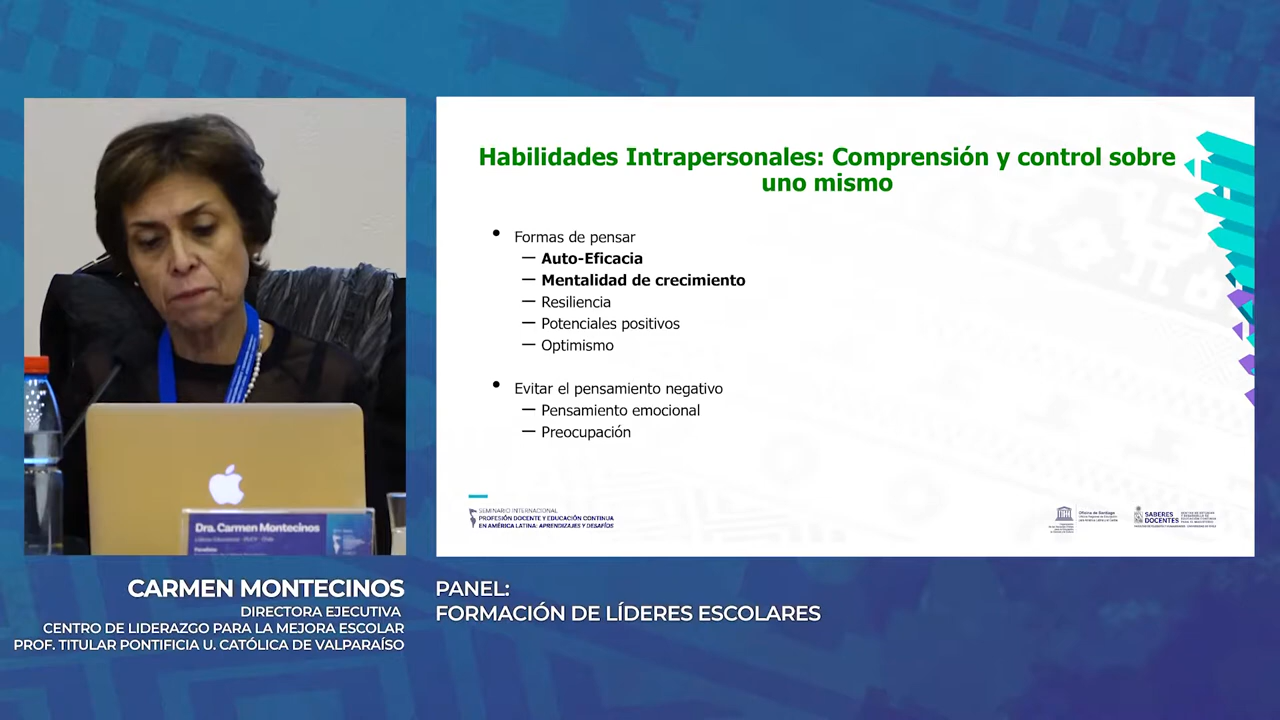 Habilidades Intrapersonales: Comprensión y control sobre
uno mismo
• Formas de pensar
— Auto-Eficacia
— Mentalidad de crecimiento
— Resiliencia
— Potenciales positivos
— Optimismo
• Evitar el pensamiento negativo
— Pensamiento emocional
— Preocupación
SEMINARIO INTERNACIONAL
PROFESIÓN DOCENTE Y EDUCACIÓN CONTINUA
EN AMÉRICA LATINA: APRENDIZAJES Y DESAFÍOS
Oficina de Santiago
SABERES
DOCENTES
Dra. Carmen Montecinos
CARMEN MONTECINOS
DIRECTORA EJECUTIVA
CENTRO DE LIDERAZGO PARA LA MEJORA ESCOLAR
PROF. TITULAR PONTIFICIA U. CATÓLICA DE VALPARAÍSO
PANEL:
FORMACIÓN DE LÍDERES ESCOLARES